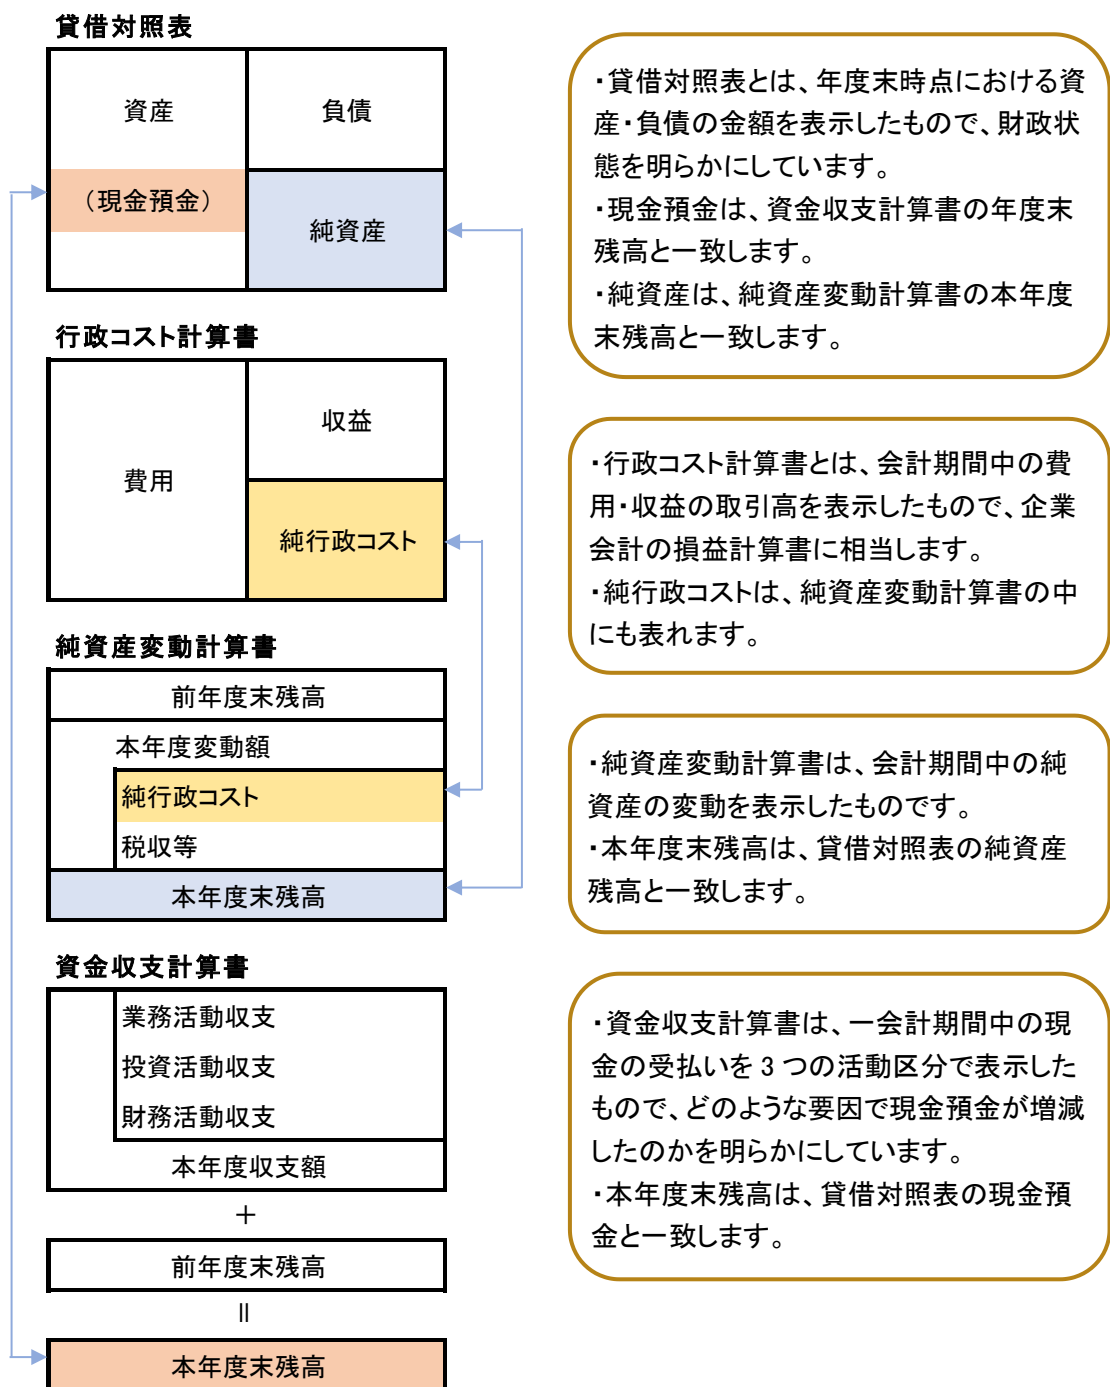 貸借対照表
資産
負債
（現金預金）
純資産
・貸借対照表とは、年度末時点における資
産・負債の金額を表示したもので、財政状
態を明らかにしています。
・現金預金は、資金収支計算書の年度末
残高と一致します。
・純資産は、純資産変動計算書の本年度
末残高と一致します。
行政コスト計算書
費用
収益
純行政コスト
・行政コスト計算書とは、会計期間中の費
用・収益の取引高を表示したもので、企業
会計の損益計算書に相当します。
・純行政コストは、純資産変動計算書の中
にも表れます。
純資産変動計算書
前年度末残高
本年度変動額
純行政コスト
税収等
本年度末残高
・純資産変動計算書は、会計期間中の純
資産の変動を表示したものです。
・本年度末残高は、貸借対照表の純資産
残高と一致します。
資金収支計算書
業務活動収支
投資活動収支
財務活動収支
本年度収支額
＋
前年度末残高
＝
本年度末残高
・資金収支計算書は、一会計期間中の現
金の受払いを 3 つの活動区分で表示した
もので、どのような要因で現金預金が増減
したのかを明らかにしています。
・本年度末残高は、貸借対照表の現金預
金と一致します。